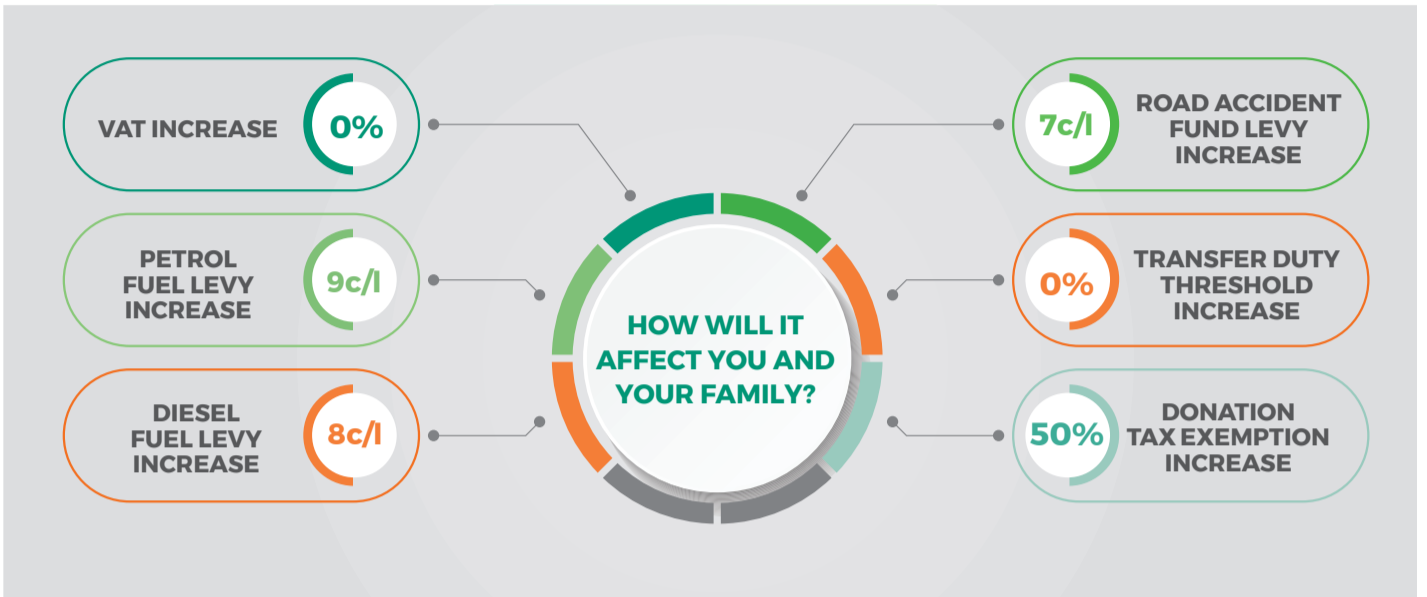 VAT INCREASE
0%
PETROL
FUEL LEVY
INCREASE
9c/l
DIESEL
FUEL LEVY
INCREASE
8c/l
HOW WILL IT
AFFECT YOU AND
YOUR FAMILY?
7c/l
ROAD ACCIDENT
FUND LEVY
INCREASE
0%
TRANSFER DUTY
THRESHOLD
INCREASE
50%
DONATION
TAX EXEMPTION
INCREASE